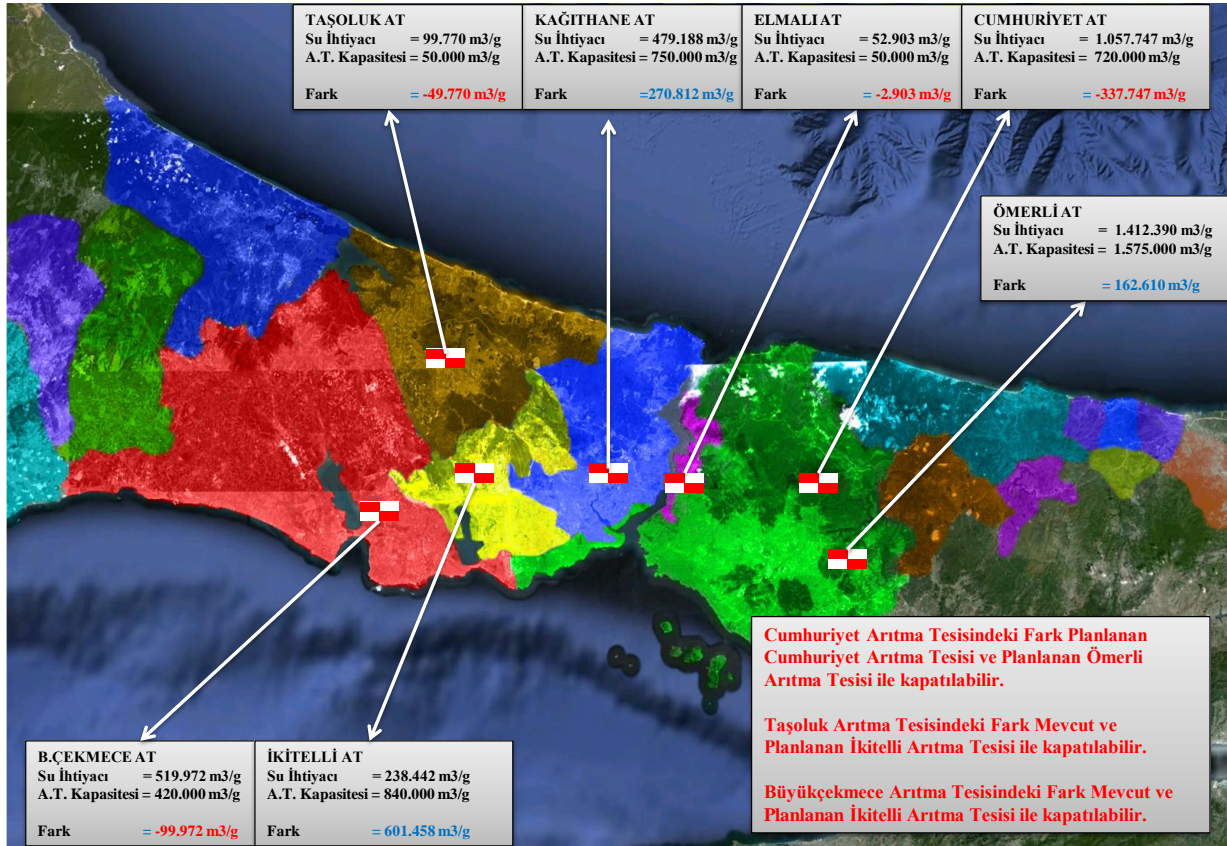 TAŞOLUK AT
Su İhtiyacı = 99.770 m3/g
A.T. Kapasitesi = 50.000 m3/g
Fark = -49.770 m3/g
KAĞITHANE AT
Su İhtiyacı = 479.188 m3/g
A.T. Kapasitesi = 750.000 m3/g
Fark =270.812 m3/g
ELMALI AT
Su İhtiyacı = 52.903 m3/g
A.T. Kapasitesi = 50.000 m3/g
Fark = -2.903 m3/g
CUMHURİYET AT
Su İhtiyacı = 1.057.747 m3/g
A.T. Kapasitesi = 720.000 m3/g
Fark = -337.747 m3/g
ÖMERLİ AT
Su İhtiyacı = 1.412.390 m3/g
A.T. Kapasitesi = 1.575.000 m3/g
Fark = 162.610 m3/g
B.ÇEKMECE AT
Su İhtiyacı = 519.972 m3/g
A.T. Kapasitesi = 420.000 m3/g
Fark = -99.972 m3/g
İKİTELLİ AT
Su İhtiyacı = 238.442 m3/g
A.T. Kapasitesi = 840.000 m3/g
Fark = 601.458 m3/g
Cumhuriyet Arıtma Tesisindeki Fark Planlanan
Cumhuriyet Arıtma Tesisi ve Planlanan Ömerli
Arıtma Tesisi ile kapatılabilir.
Taşoluk Arıtma Tesisindeki Fark Mevcut ve
Planlanan İkitelli Arıtma Tesisi ile kapatılabilir.
Büyükçekmece Arıtma Tesisindeki Fark Mevcut ve
Planlanan İkitelli Arıtma Tesisi ile kapatılabilir.